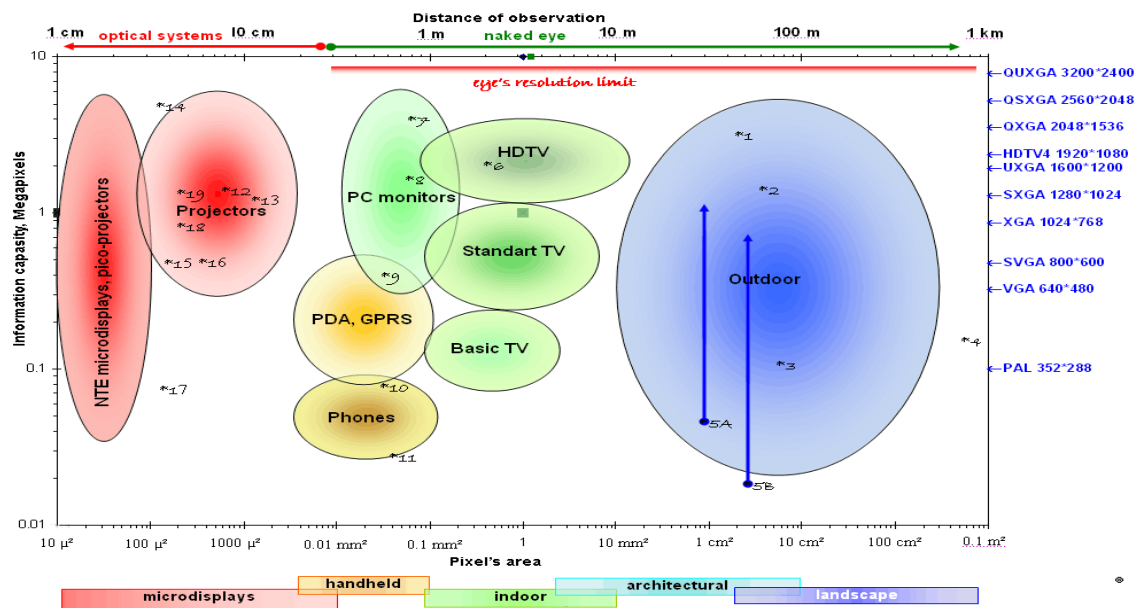 Distance of observation
1 cm 10 cm 1 m 10 m 100 m 1 km
optical systems naked eye
eye's resolution limit
Information capasity, Megapixels
10
1
0.1
0.01
QUXGA 3200*2400
QSXGA 2560*2048
QXGA 2048*1536
HDTV4 1920*1080
UXGA 1600*1200
SXGA 1280*1024
XGA 1024*768
SVGA 800*600
VGA 640*480
PAL 352*288
NTE microdisplays, pico-projectors
Projectors
PC monitors
HDTV
Standart TV
Basic TV
PDA, GPRS
Phones
Outdoor
*14
*19
*12
*13
*18
*15
*16
*17
*7
*8
*6
*9
*10
*11
*1
*2
*3
*4
5A
5B
10 µ² 100 µ² 1000 µ² 0.01 mm² 0.1 mm² 1 10 mm² 1 cm² 10 cm² 100 cm² 0.1 m²
Pixel's area
handheld architectural
microdisplays indoor landscape